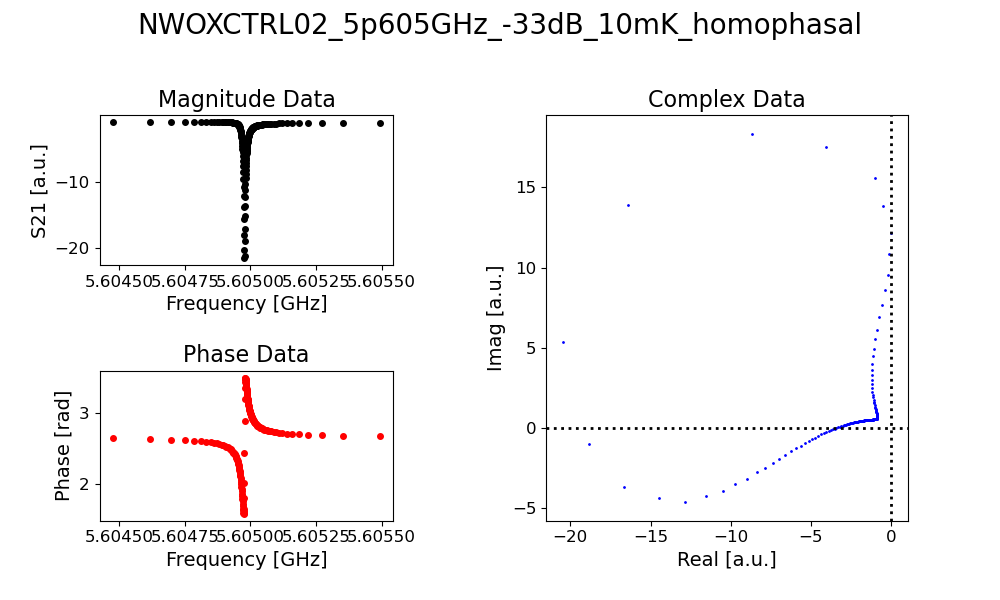 NWOXCTRL02_5p605GHz_-33dB_10mK_homophasal
Magnitude Data
S21 [a.u.]
−10
−20
5.60450 5.60475 5.60500 5.60525 5.60550
Frequency [GHz]
Phase Data
Phase [rad]
3
2
5.60450 5.60475 5.60500 5.60525 5.60550
Frequency [GHz]
Complex Data
Imag [a.u.]
15
10
5
0
−5
−20 −15 −10 −5 0
Real [a.u.]